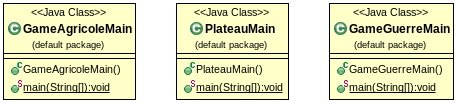 <<Java Class>>
GameAgricoleMain
(default package)
GameAgricoleMain()
main(String[]):void
<<Java Class>>
PlateauMain
(default package)
PlateauMain()
main(String[]):void
<<Java Class>>
GameGuerreMain
(default package)
GameGuerreMain()
main(String[]):void